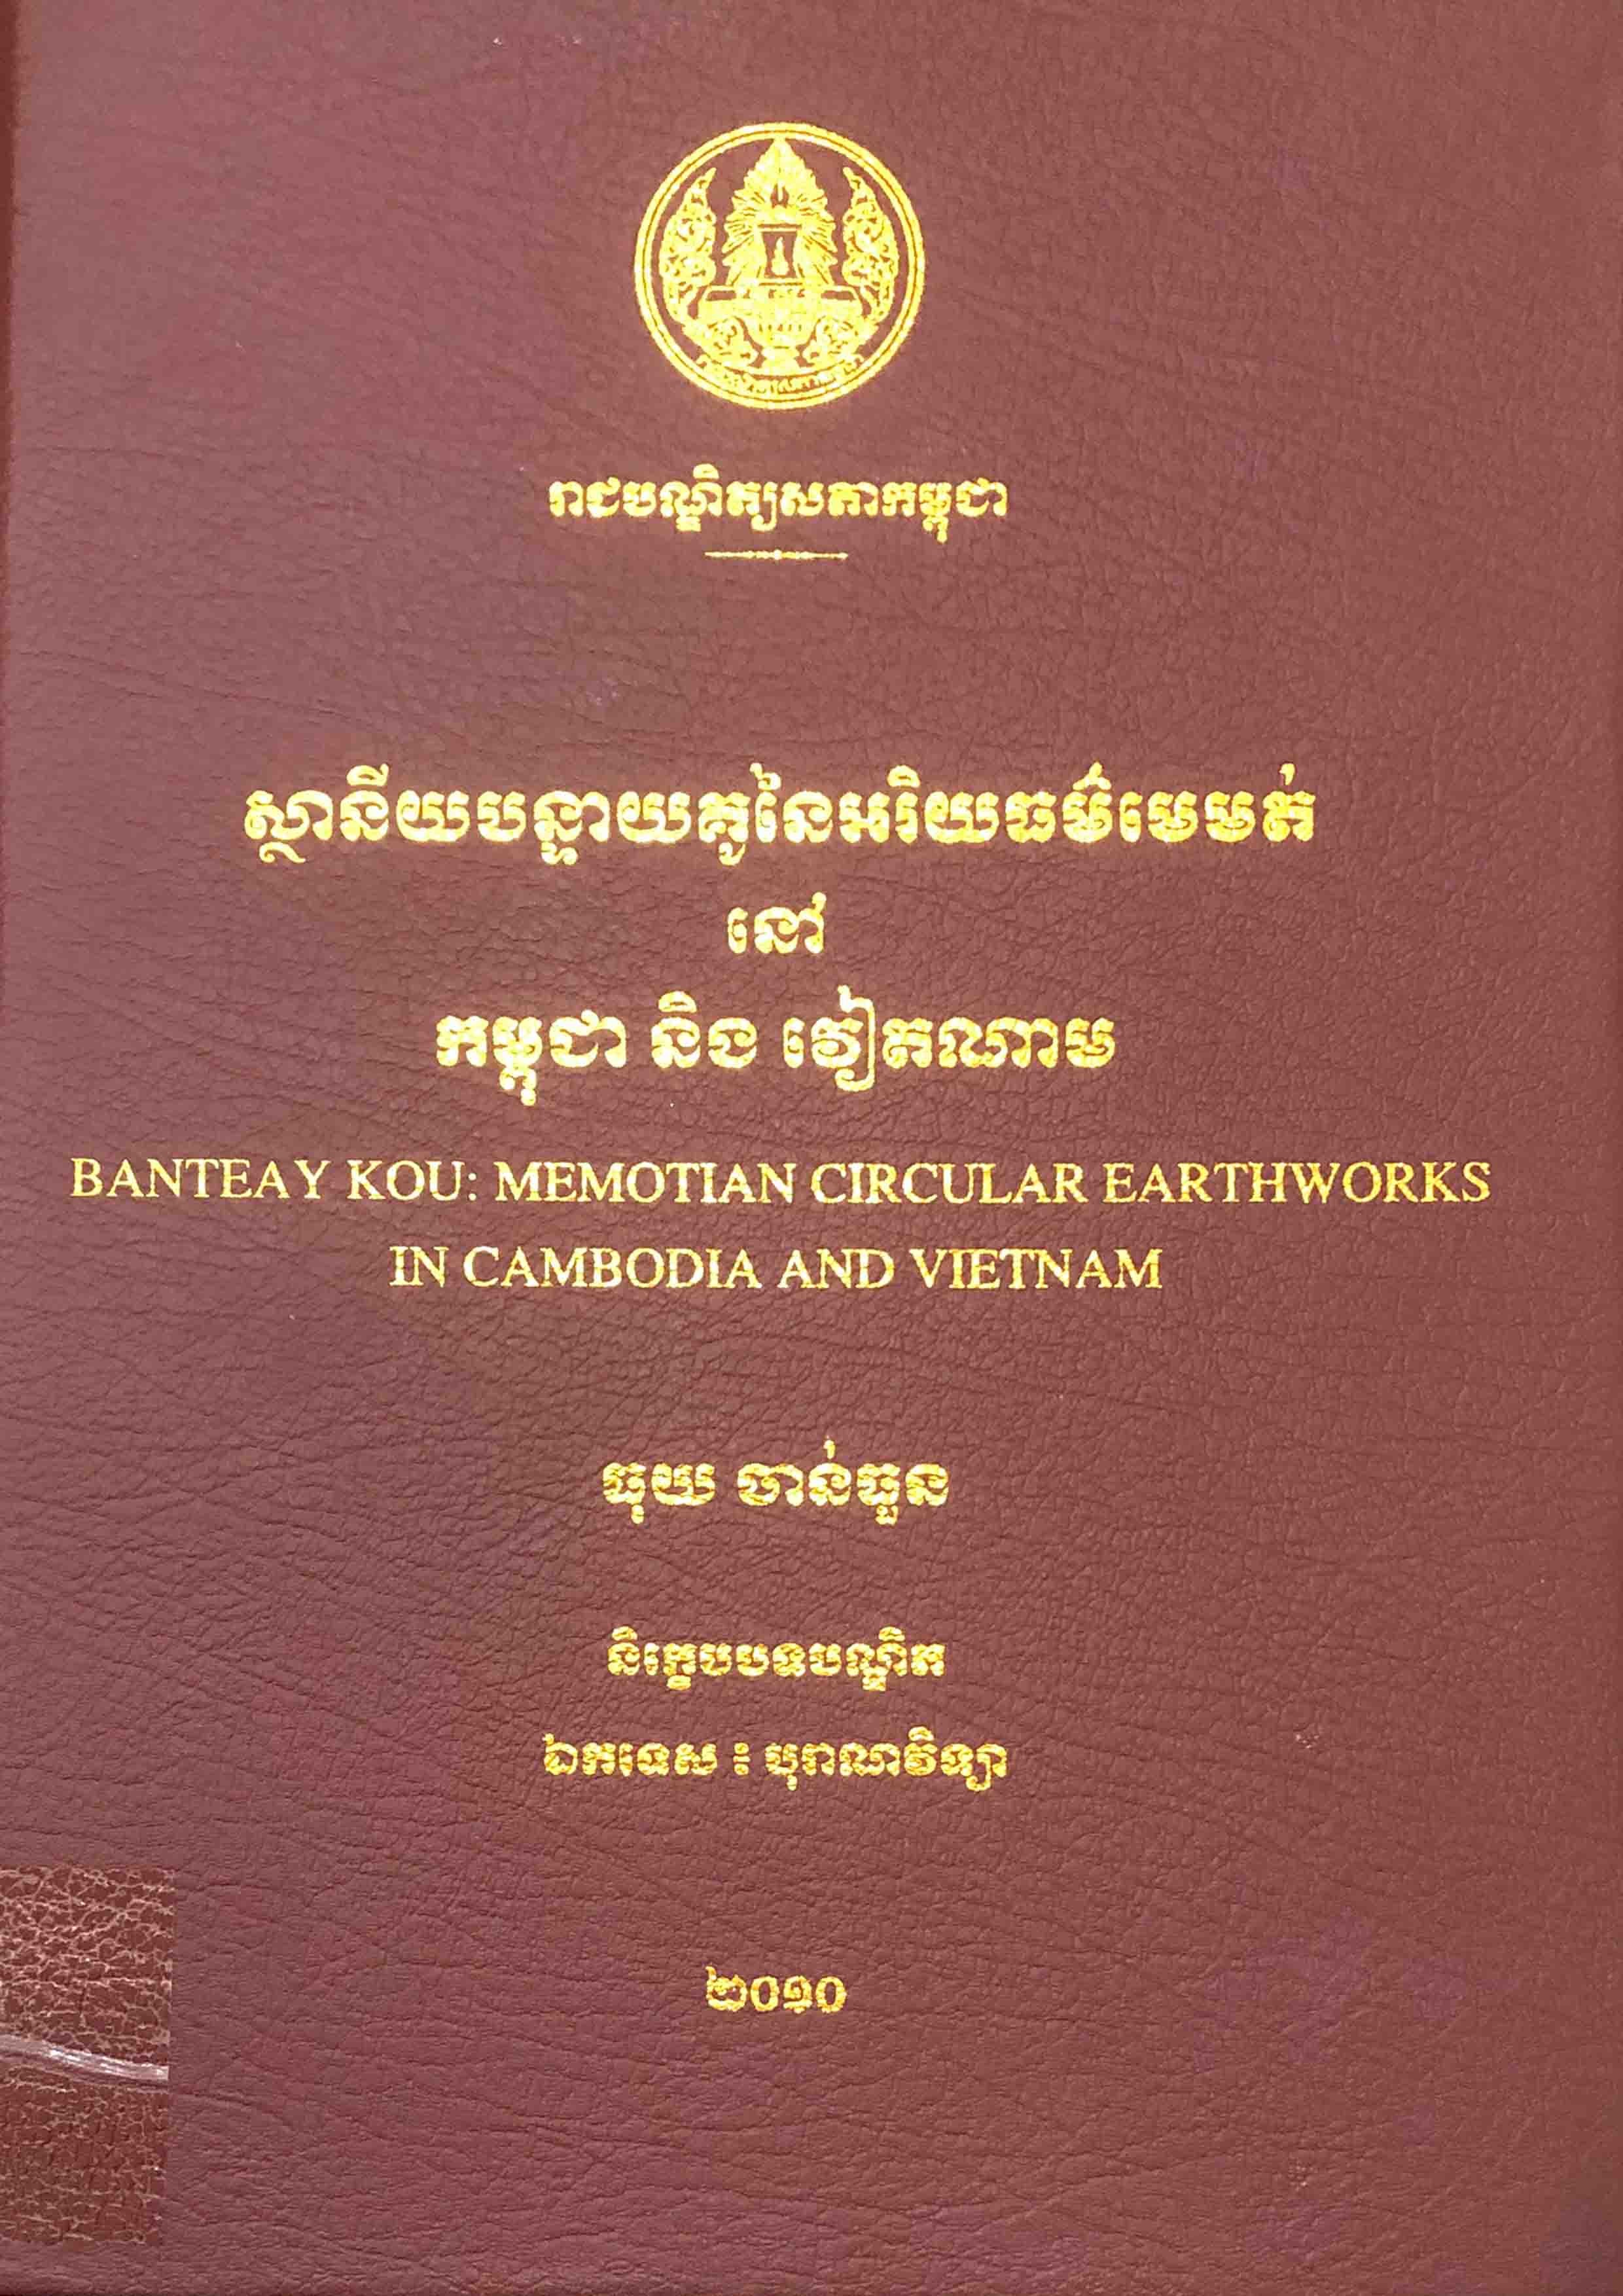 រាជបណ្ឌិត្យសភាកម្ពុជា
ស្ថានីយបន្ទាយគូនៃអរិយធម៌មេមត់
នៅ
កម្ពុជា និង វៀតណាម
BANTEAY KOU: MEMOTIAN CIRCULAR EARTHWORKS
IN CAMBODIA AND VIETNAM
ធុយ ចាន់ធួន
និក្ខេបបទបណ្ឌិត
ឯកទេស ៖ បុរាណវិទ្យា
២០១០